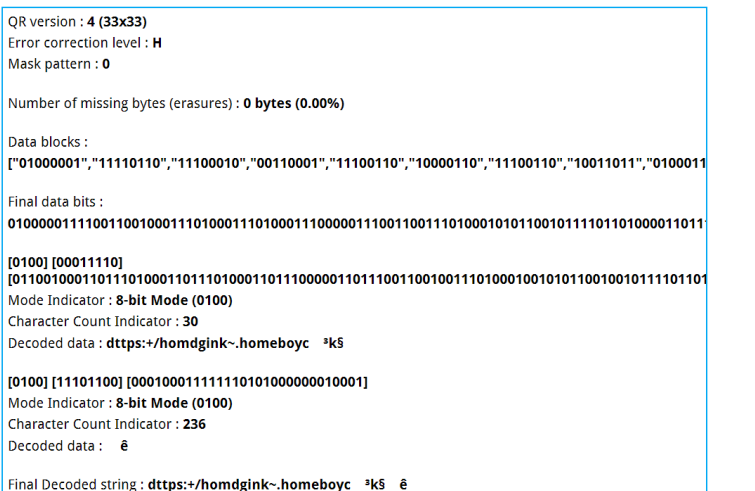 QR version : 4 (33x33)
Error correction level : H
Mask pattern : 0
Number of missing bytes (erasures) : 0 bytes (0.00%)
Data blocks :
["01000001","11110110","11100010","00110001","11100110","10000110","11100110","10011011","0100011
Final data bits :
0100000111100110010001110100011101000111000001110011001110100010101100101111011010000110111
[0100] [00011110]
[011001000110111010001101110100011011100000110111001100100111010001001010110010010111101101
Mode Indicator : 8-bit Mode (0100)
Character Count Indicator : 30
Decoded data : dttps:+/homdgink~.homeboyc ³k§
[0100] [11101100] [000100011111110101000000010001]
Mode Indicator : 8-bit Mode (0100)
Character Count Indicator : 236
Decoded data : ê
Final Decoded string : dttps:+/homdgink~.homeboyc ³k§ ê